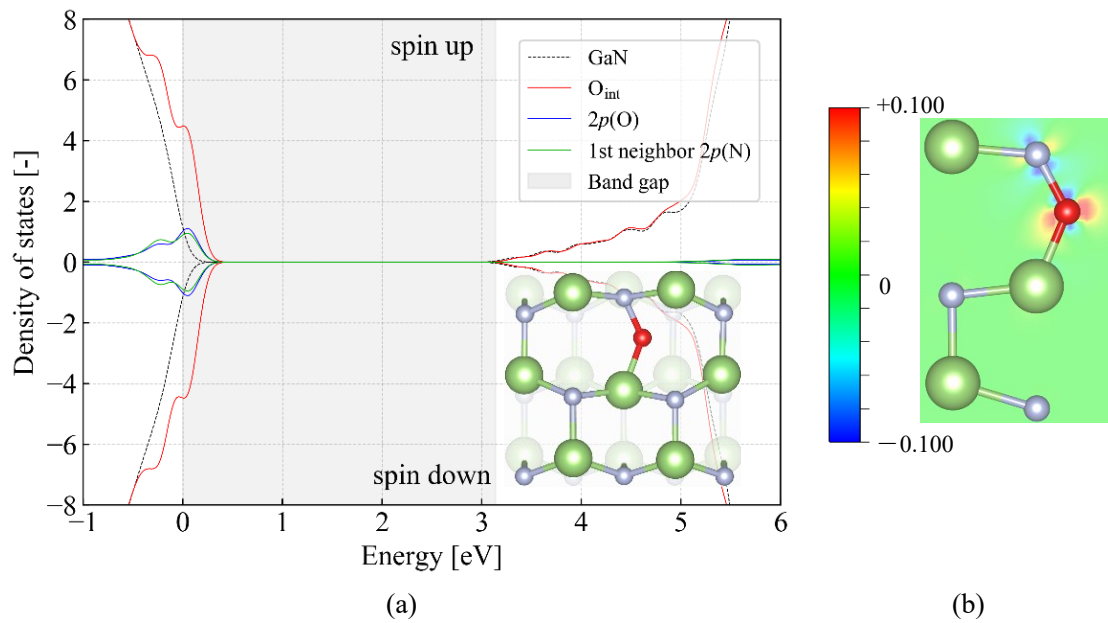 8
6
4
2
0
−2
−4
−6
−8
Density of states [-]
spin up
GaN
O_int
2p(O)
1st neighbor 2p(N)
Band gap
spin down
−1
0
1
2
3
4
5
6
Energy [eV]
(a)
+0.100
0
−0.100
(b)